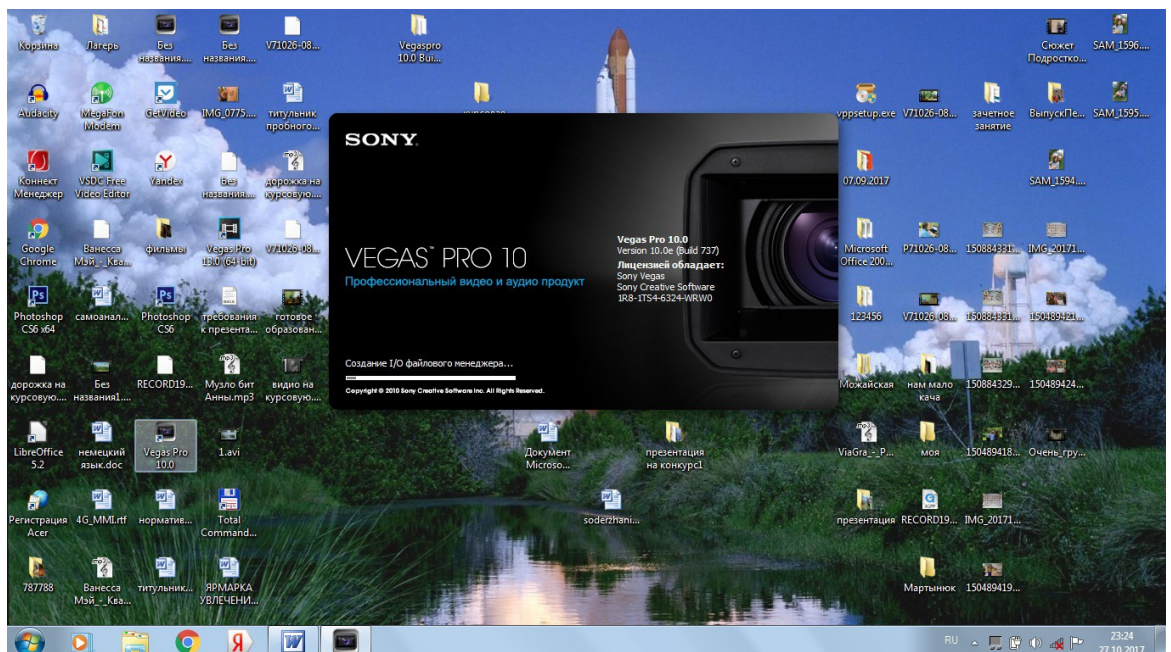 Корзина
Лагерь
Без
названия....
Без
названия....
V71026-08...
Vegaspro
10.0 Bui...
Сюжет
Подростко...
SAM_1596....
Audacity
MegaFon
Modem
GetVideo
IMG_0775....
титульник
пробного...
vppsetup.exe
V71026-08...
зачетное
занятие
ВыпускПе...
SAM_1595....
Коннект
Менеджер
VSDC Free
Video Editor
Yandex
Без
названия....
дорожка на
курсовую....
07.09.2017
SAM_1594....
Google
Chrome
Ванесса
Мэй_-_Ква...
фильмы
Vegas Pro
13.0 (64-bit)
V71026-08...
Microsoft
Office 200...
P71026-08...
150884331...
IMG_20171...
Photoshop
CS6 x64
самоанал...
Photoshop
CS6
требования
к презента...
готовое
образован...
123456
V71026-08...
150884331...
150489421...
дорожка на
курсовую....
Без
названия1....
RECORD19...
Музло бит
Анны.mp3
видио на
курсовую....
Можайская
нам мало
кача
150884329...
150489424...
LibreOffice
5.2
немецкий
язык.doc
Vegas Pro
10.0
1.avi
Документ
Microso...
презентация
на конкурс1
ViaGra_-_P...
моя
150489418...
Очень_гру...
Регистрация
Acer
4G_MMI.rtf
норматив...
Total
Command...
soderzhani...
презентация
RECORD19...
IMG_20171...
787788
Ванесса
Мэй_-_Ква...
титульник...
ЯРМАРКА
УВЛЕЧЕНИ...
Мартынюк
150489419...
SONY
VEGAS™ PRO 10
Профессиональный видео и аудио продукт
Vegas Pro 10.0
Version 10.0e (Build 737)
Лицензией обладает:
Sony Vegas
Sony Creative Software
1R8-1TS4-6324-WRW0
Создание I/O файлового менеджера...
Copyright © 2010 Sony Creative Software Inc. All Rights Reserved.
RU
23:24
27.10.2017